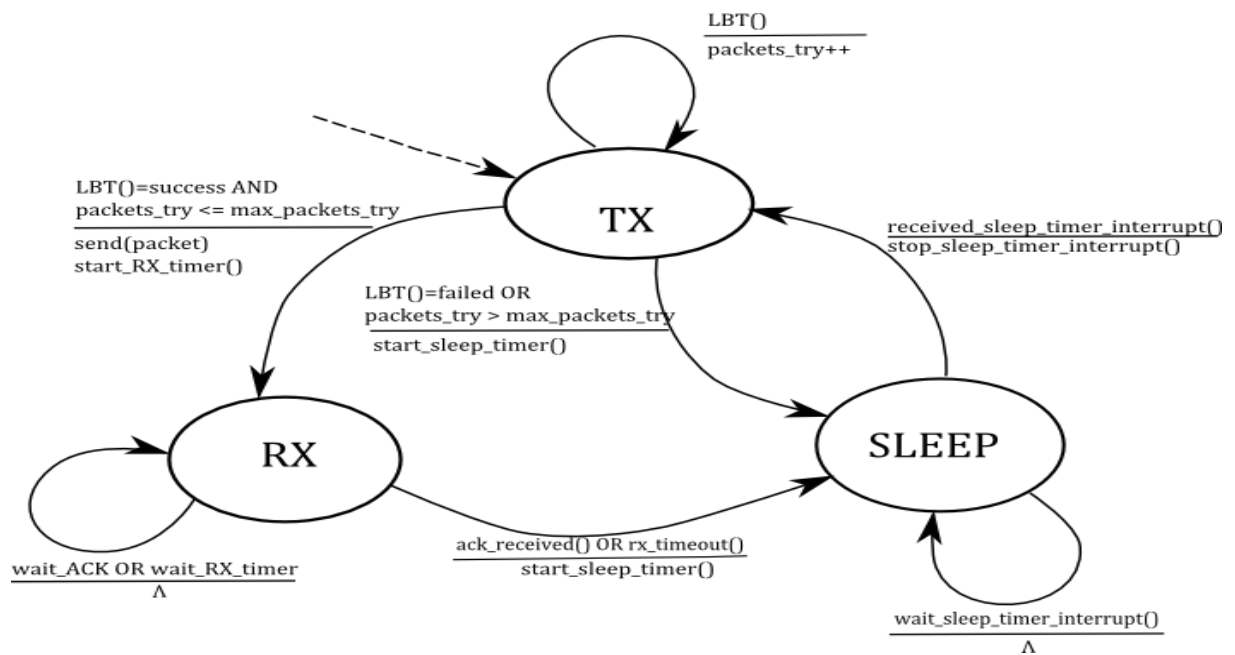 LBT()
packets_try++
LBT()=success AND
packets_try <= max_packets_try
send(packet)
start_RX_timer()
TX
received_sleep_timer_interrupt()
stop_sleep_timer_interrupt()
LBT()=failed OR
packets_try > max_packets_try
start_sleep_timer()
RX
SLEEP
ack_received() OR rx_timeout()
start_sleep_timer()
wait_ACK OR wait_RX_timer
Λ
wait_sleep_timer_interrupt()
Λ